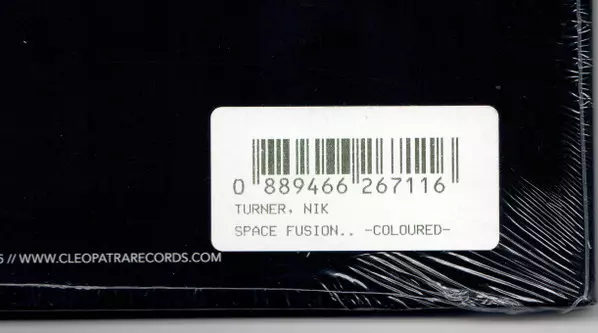 0 889466 267116
TURNER, NIK
SPACE FUSION.. -COLOURED-
// WWW.CLEOPATRARECORDS.COM